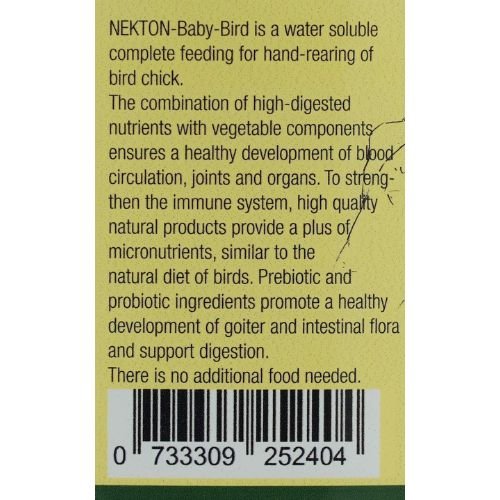 NEKTON-Baby-Bird is a water soluble
complete feeding for hand-rearing of
bird chick.
The combination of high-digested
nutrients with vegetable components
ensures a healthy development of blood
circulation, joints and organs. To streng-
then the immune system, high quality
natural products provide a plus of
micronutrients, similar to the
natural diet of birds. Prebiotic and
probiotic ingredients promote a healthy
development of goiter and intestinal flora
and support digestion.
There is no additional food needed.
0 733309 252404